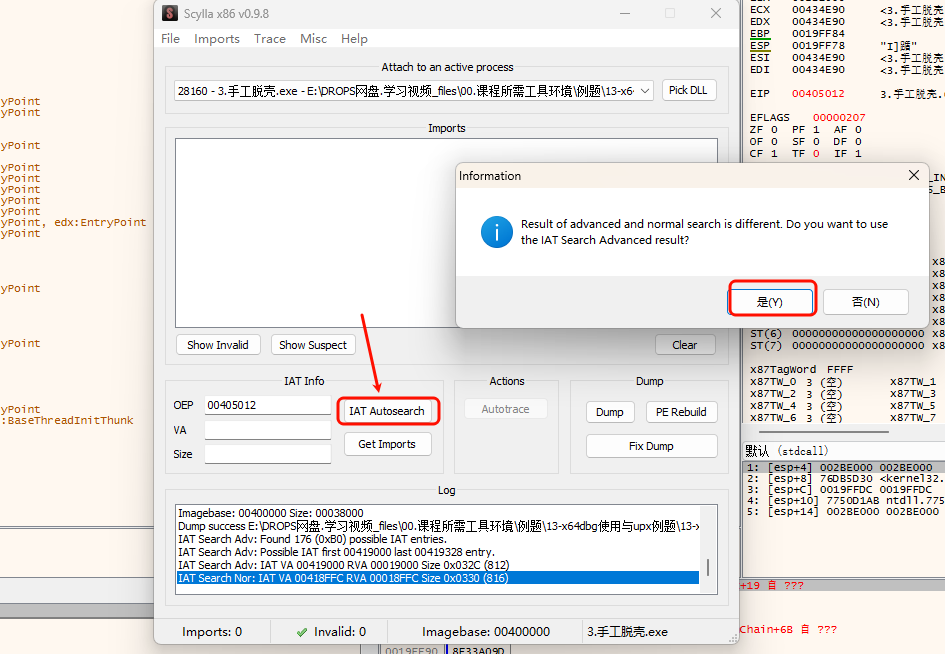 Scylla x86 v0.9.8
File Imports Trace Misc Help
Attach to an active process
28160 - 3.手工脱壳.exe - E:\DROPS网盘.学习视频_files\00.课程所需工具环境\例题\13-x6
Pick DLL
Imports
Information
Result of advanced and normal search is different. Do you want to use
the IAT Search Advanced result?
是(Y) 否(N)
Show Invalid Show Suspect Clear
IAT Info
OEP 00405012
VA
Size
IAT Autosearch
Get Imports
Actions
Autotrace
Dump
Dump PE Rebuild
Fix Dump
Log
Imagebase: 00400000 Size: 00038000
Dump success E:\DROPS网盘.学习视频_files\00.课程所需工具环境\例题\13-x64dbg使用与upx例题\13-x
IAT Search Adv: Found 176 (0xB0) possible IAT entries.
IAT Search Adv: Possible IAT first 00419000 last 00419328 entry.
IAT Search Adv: IAT VA 00419000 RVA 00019000 Size 0x032C (812)
IAT Search Nor: IAT VA 00418FFC RVA 00018FFC Size 0x0330 (816)
Imports: 0 Invalid: 0 Imagebase: 00400000 3.手工脱壳.exe
yPoint
yPoint
yPoint
yPoint
yPoint
yPoint
yPoint
yPoint
yPoint, edx:EntryPoint
yPoint
yPoint
yPoint
yPoint
:BaseThreadInitThunk
ECX 00434E90 <3.手工脱壳
EDX 00434E90 <3.手工脱壳
EBP 0019FF84
ESP 0019FF78
ESI 00434E90 <3.手工脱壳
EDI 00434E90 <3.手工脱壳
EIP 00405012 3.手工脱壳.
EFLAGS 00000207
ZF 0 PF 1 AF 0
OF 0 SF 0 DF 0
CF 1 TF 0 IF 1
ST(6) 00000000000000000000 x8
ST(7) 00000000000000000000 x8
x87TagWord FFFF
x87TW_0 3 (空) x87TW_1
x87TW_2 3 (空) x87TW_3
x87TW_4 3 (空) x87TW_5
x87TW_6 3 (空) x87TW_7
默认 (stdcall)
1: [esp+4] 002BE000 002BE000
2: [esp+8] 76DB5D30 <kernel32.
3: [esp+C] 0019FFDC 0019FFDC
4: [esp+10] 7750D1AB ntdll.775
5: [esp+14] 002BE000 002BE000
+19 自 ???
Chain+6B 自 ???
0019FF90 8E33A09D